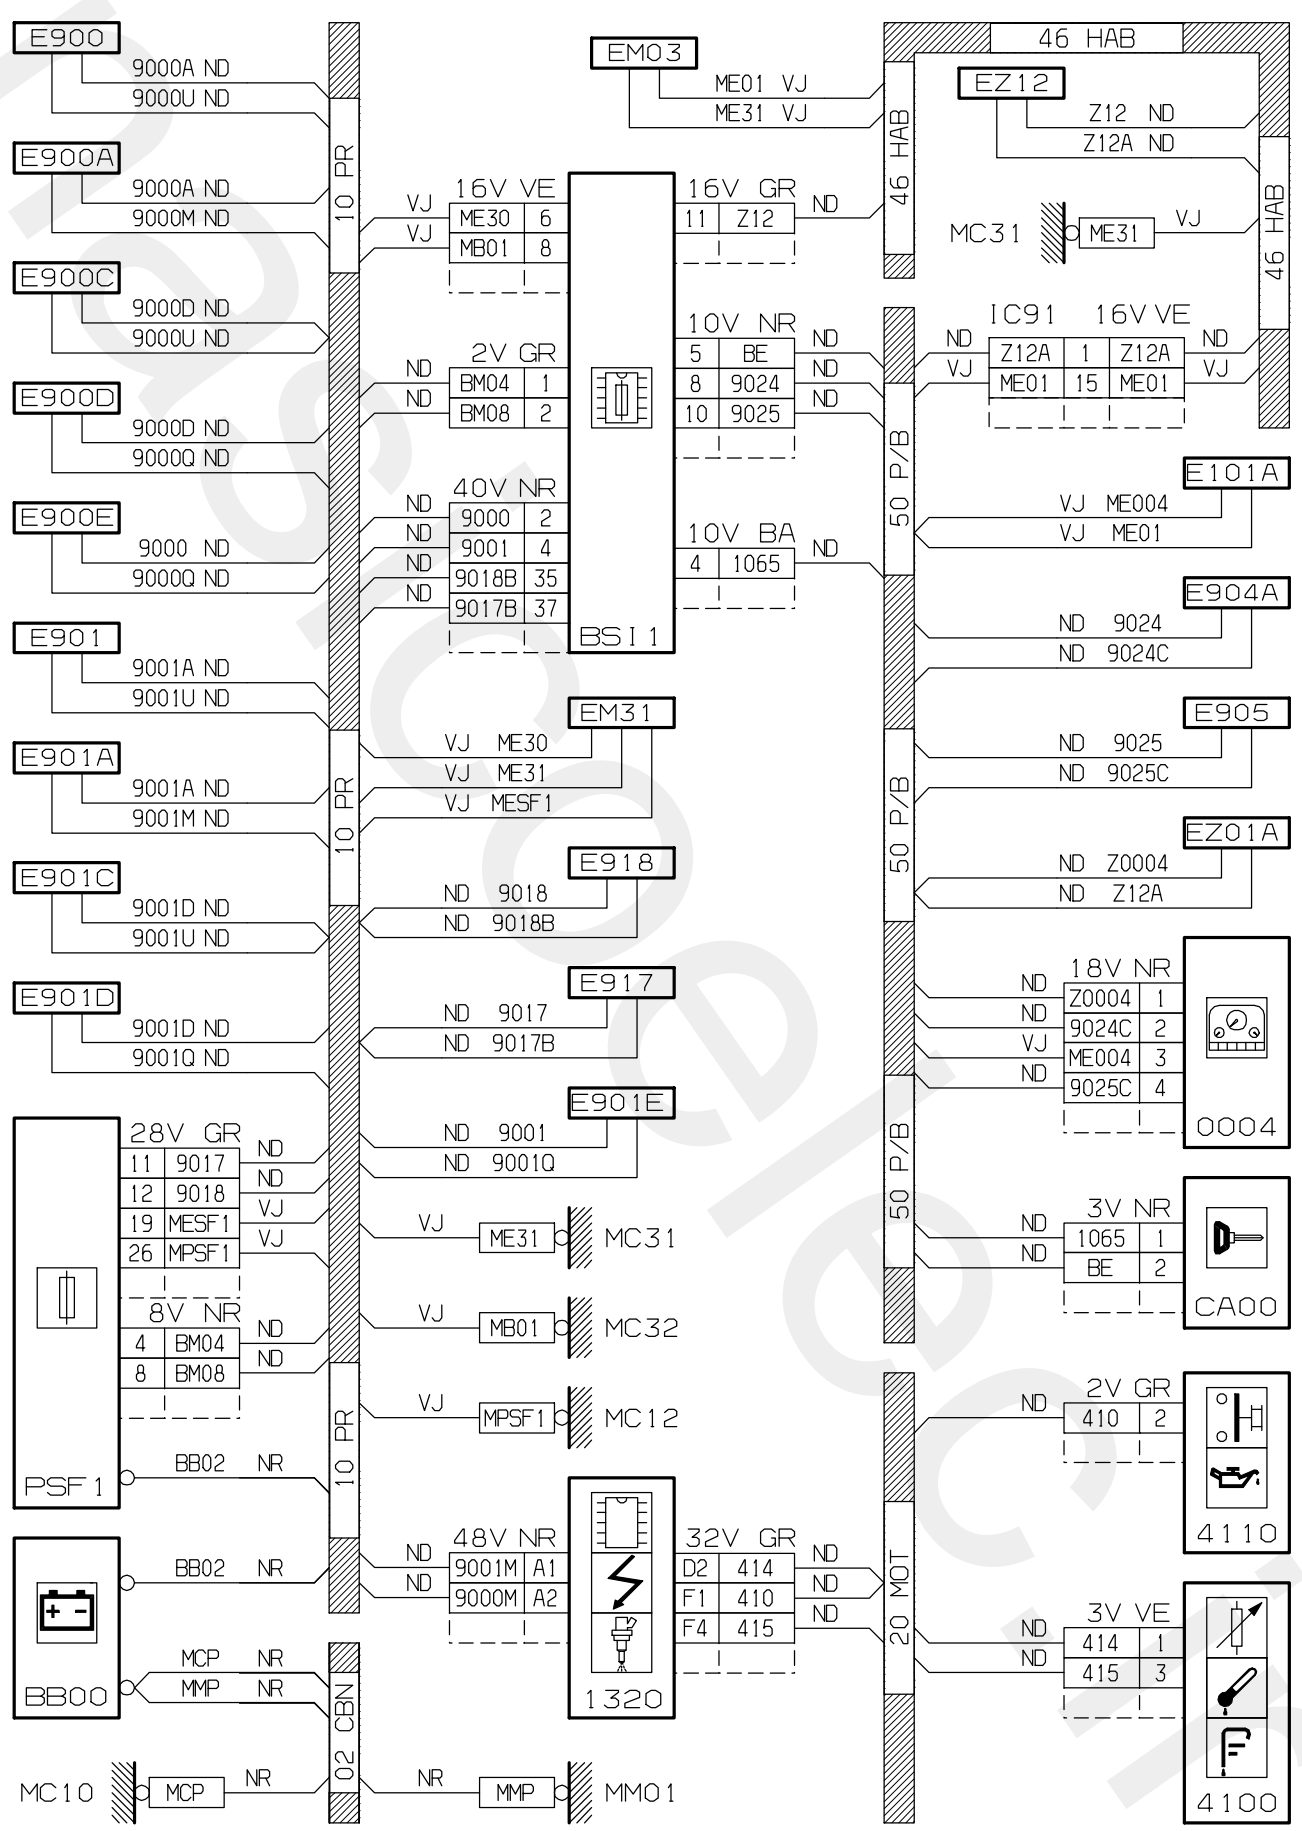 E900
9000A ND
9000U ND
E900A
9000A ND
9000M ND
E900C
9000D ND
9000U ND
E900D
9000D ND
9000Q ND
E900E
9000 ND
9000Q ND
E901
9001A ND
9001U ND
E901A
9001A ND
9001M ND
E901C
9001D ND
9001U ND
E901D
9001D ND
9001Q ND
28V GR
11 9017 ND
12 9018 ND
19 MESF1 VJ
26 MPSF1 VJ
8V NR
4 BM04 ND
8 BM08 ND
PSF1
BB02 NR
BB02 NR
MCP NR
MMP NR
BB00
MC10
MCP
NR
10 PR
10 PR
10 PR
02 CBN
EM03
ME01 VJ
ME31 VJ
16V VE
VJ ME30 6
VJ MB01 8
2V GR
ND BM04 1
ND BM08 2
40V NR
ND 9000 2
ND 9001 4
ND 9018B 35
ND 9017B 37
BSI1
16V GR
11 Z12 ND
10V NR
5 BE ND
8 9024 ND
10 9025 ND
10V BA
4 1065 ND
EM31
VJ ME30
VJ ME31
VJ MESF1
E918
ND 9018
ND 9018B
E917
ND 9017
ND 9017B
E901E
ND 9001
ND 9001Q
VJ ME31 MC31
VJ MB01 MC32
VJ MPSF1 MC12
48V NR
ND 9001M A1
ND 9000M A2
1320
32V GR
D2 414 ND
F1 410 ND
F4 415 ND
NR MMP MM01
46 HAB
46 HAB
46 HAB
50 P/B
50 P/B
50 P/B
20 MOT
EZ12
Z12 ND
Z12A ND
MC31 ME31 VJ
IC91 16V VE
ND Z12A 1 Z12A ND
VJ ME01 15 ME01 VJ
E101A
VJ ME004
VJ ME01
E904A
ND 9024
ND 9024C
E905
ND 9025
ND 9025C
EZ01A
ND Z0004
ND Z12A
18V NR
ND Z0004 1
ND 9024C 2
VJ ME004 3
ND 9025C 4
0004
3V NR
ND 1065 1
ND BE 2
CA00
2V GR
ND 410 2
4110
3V VE
ND 414 1
ND 415 3
4100